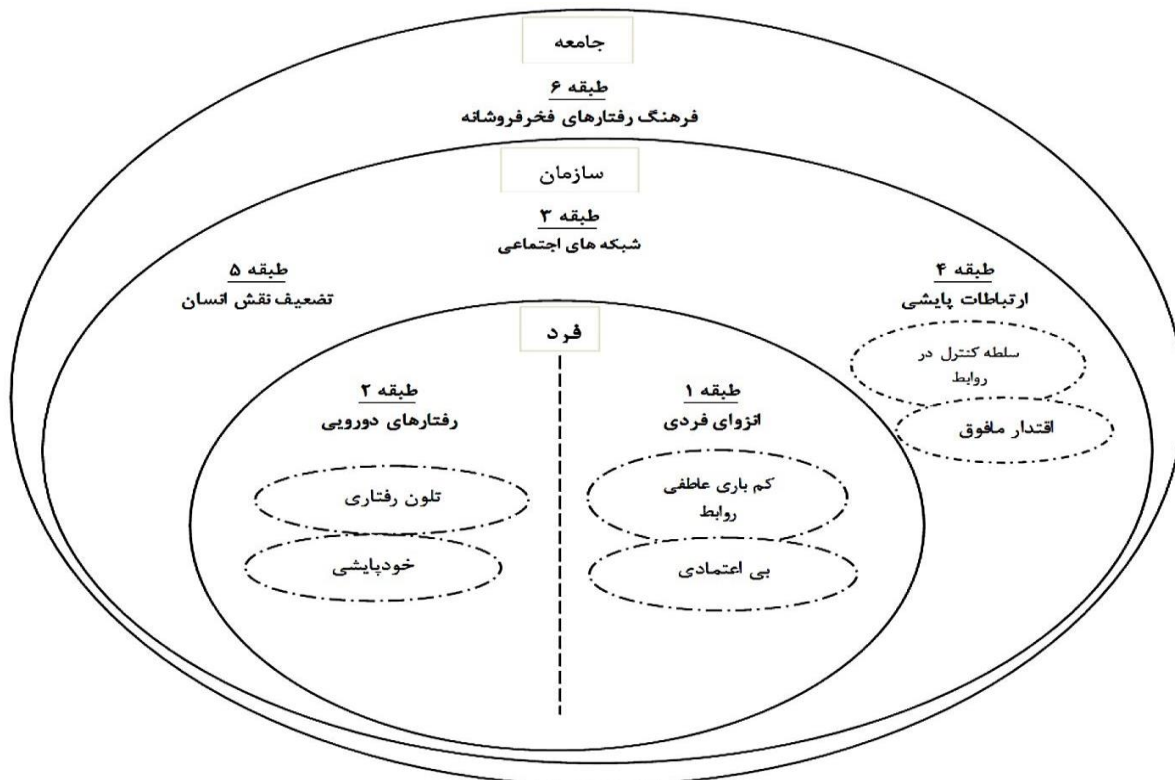 جامعه
طبقه ۶
فرهنگ رفتارهای فخرفروشانه
سازمان
طبقه ۳
شبکه های اجتماعی
طبقه ۴
ارتباطات پایشی
سلطه کنترل در
روابط
اقتدار مافوق
طبقه ۵
تضعیف نقش انسان
فرد
طبقه ۱
انزوای فردی
کم باری عاطفی
روابط
بی اعتمادی
طبقه ۲
رفتارهای دورویی
تلون رفتاری
خودپایشی